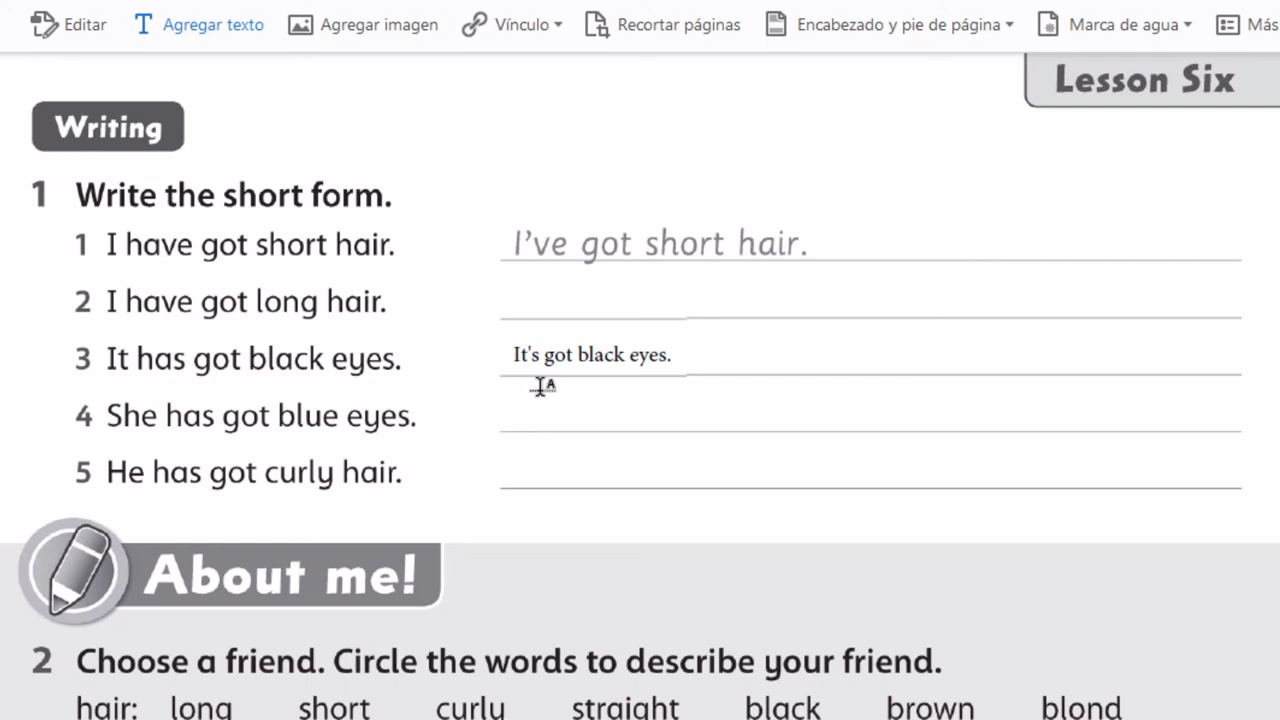 Editar Agregar texto Agregar imagen Vínculo Recortar páginas Encabezado y pie de página Marca de agua Más
Lesson Six
Writing
1 Write the short form.
1 I have got short hair. I've got short hair.
2 I have got long hair.
3 It has got black eyes. It's got black eyes.
4 She has got blue eyes.
5 He has got curly hair.
About me!
2 Choose a friend. Circle the words to describe your friend.
hair: long short curly straight black brown blond